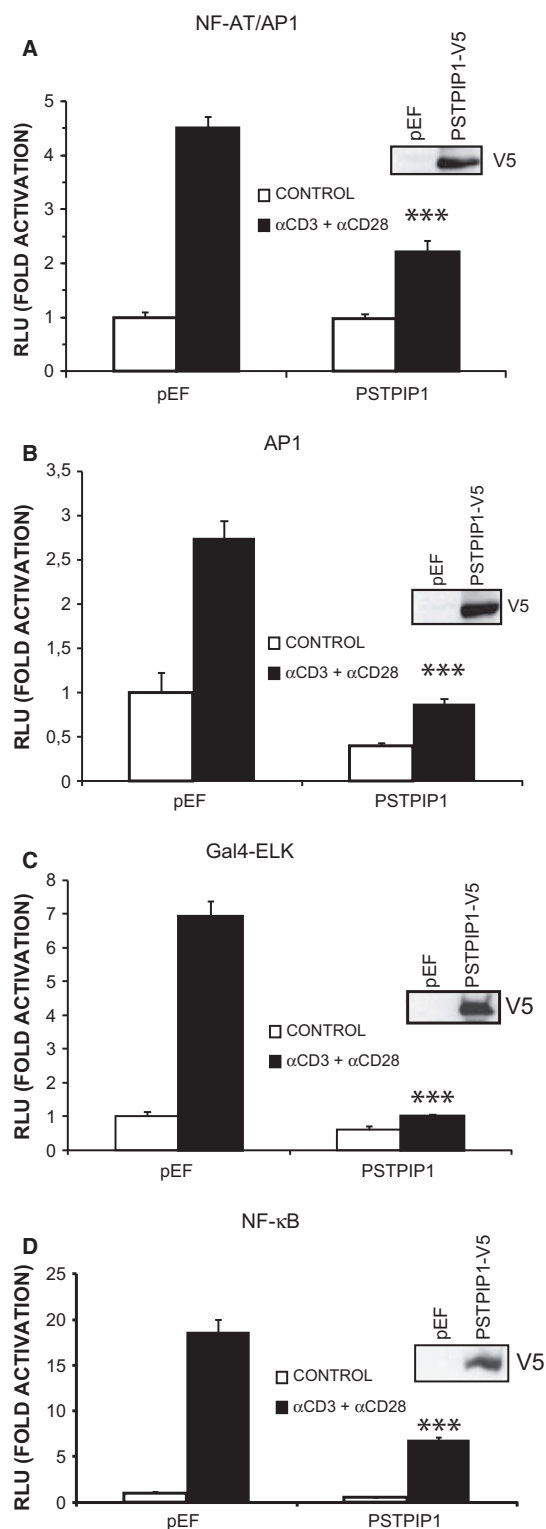 NF-AT/AP1
A
RLU (FOLD ACTIVATION)
5
4
3
2
1
0
pEF
PSTPIP1-V5
V5
CONTROL
αCD3 + αCD28
***
pEF
PSTPIP1
AP1
B
RLU (FOLD ACTIVATION)
3,5
3
2,5
2
1,5
1
0,5
0
pEF
PSTPIP1-V5
V5
CONTROL
αCD3 + αCD28
***
pEF
PSTPIP1
Gal4-ELK
C
RLU (FOLD ACTIVATION)
8
7
6
5
4
3
2
1
0
pEF
PSTPIP1-V5
V5
CONTROL
αCD3 + αCD28
***
pEF
PSTPIP1
NF-κB
D
RLU (FOLD ACTIVATION)
25
20
15
10
5
0
pEF
PSTPIP1-V5
V5
CONTROL
αCD3 + αCD28
***
pEF
PSTPIP1